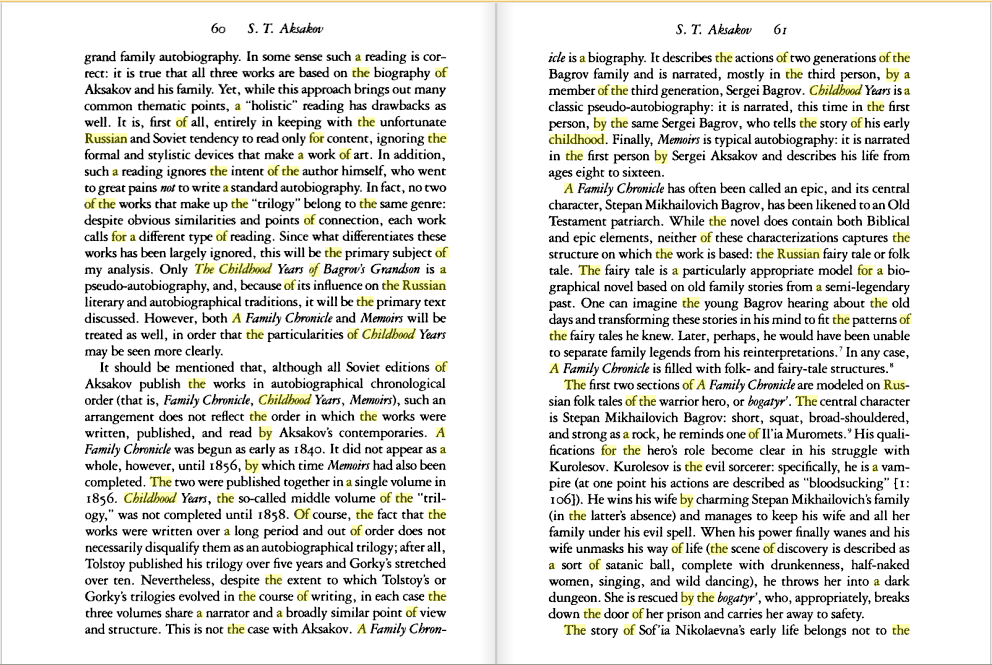 60 S. T. Aksakov
grand family autobiography. In some sense such a reading is cor-
rect: it is true that all three works are based on the biography of
Aksakov and his family. Yet, while this approach brings out many
common thematic points, a "holistic" reading has drawbacks as
well. It is, first of all, entirely in keeping with the unfortunate
Russian and Soviet tendency to read only for content, ignoring the
formal and stylistic devices that make a work of art. In addition,
such a reading ignores the intent of the author himself, who went
to great pains not to write a standard autobiography. In fact, no two
of the works that make up the "trilogy" belong to the same genre:
despite obvious similarities and points of connection, each work
calls for a different type of reading. Since what differentiates these
works has been largely ignored, this will be the primary subject of
my analysis. Only The Childhood Years of Bagrov's Grandson is a
pseudo-autobiography, and, because of its influence on the Russian
literary and autobiographical traditions, it will be the primary text
discussed. However, both A Family Chronicle and Memoirs will be
treated as well, in order that the particularities of Childhood Years
may be seen more clearly.
It should be mentioned that, although all Soviet editions of
Aksakov publish the works in autobiographical chronological
order (that is, Family Chronicle, Childhood Years, Memoirs), such an
arrangement does not reflect the order in which the works were
written, published, and read by Aksakov's contemporaries. A
Family Chronicle was begun as early as 1840. It did not appear as a
whole, however, until 1856, by which time Memoirs had also been
completed. The two were published together in a single volume in
1856. Childhood Years, the so-called middle volume of the "tril-
ogy," was not completed until 1858. Of course, the fact that the
works were written over a long period and out of order does not
necessarily disqualify them as an autobiographical trilogy; after all,
Tolstoy published his trilogy over five years and Gorky's stretched
over ten. Nevertheless, despite the extent to which Tolstoy's or
Gorky's trilogies evolved in the course of writing, in each case the
three volumes share a narrator and a broadly similar point of view
and structure. This is not the case with Aksakov. A Family Chron-
S. T. Aksakov 61
icle is a biography. It describes the actions of two generations of the
Bagrov family and is narrated, mostly in the third person, by a
member of the third generation, Sergei Bagrov. Childhood Years is a
classic pseudo-autobiography: it is narrated, this time in the first
person, by the same Sergei Bagrov, who tells the story of his early
childhood. Finally, Memoirs is typical autobiography: it is narrated
in the first person by Sergei Aksakov and describes his life from
ages eight to sixteen.
A Family Chronicle has often been called an epic, and its central
character, Stepan Mikhailovich Bagrov, has been likened to an Old
Testament patriarch. While the novel does contain both Biblical
and epic elements, neither of these characterizations captures the
structure on which the work is based: the Russian fairy tale or folk
tale. The fairy tale is a particularly appropriate model for a bio-
graphical novel based on old family stories from a semi-legendary
past. One can imagine the young Bagrov hearing about the old
days and transforming these stories in his mind to fit the patterns of
the fairy tales he knew. Later, perhaps, he would have been unable
to separate family legends from his reinterpretations.7 In any case,
A Family Chronicle is filled with folk- and fairy-tale structures.8
The first two sections of A Family Chronicle are modeled on Rus-
sian folk tales of the warrior hero, or bogatyr'. The central character
is Stepan Mikhailovich Bagrov: short, squat, broad-shouldered,
and strong as a rock, he reminds one of Il'ia Muromets.9 His quali-
fications for the hero's role become clear in his struggle with
Kurolesov. Kurolesov is the evil sorcerer: specifically, he is a vam-
pire (at one point his actions are described as "bloodsucking" {1:
106}). He wins his wife by charming Stepan Mikhailovich's family
(in the latter's absence) and manages to keep his wife and all her
family under his evil spell. When his power finally wanes and his
wife unmasks his way of life (the scene of discovery is described as
a sort of satanic ball, complete with drunkenness, half-naked
women, singing, and wild dancing), he throws her into a dark
dungeon. She is rescued by the bogatyr', who, appropriately, breaks
down the door of her prison and carries her away to safety.
The story of Sof'ia Nikolaevna's early life belongs not to the